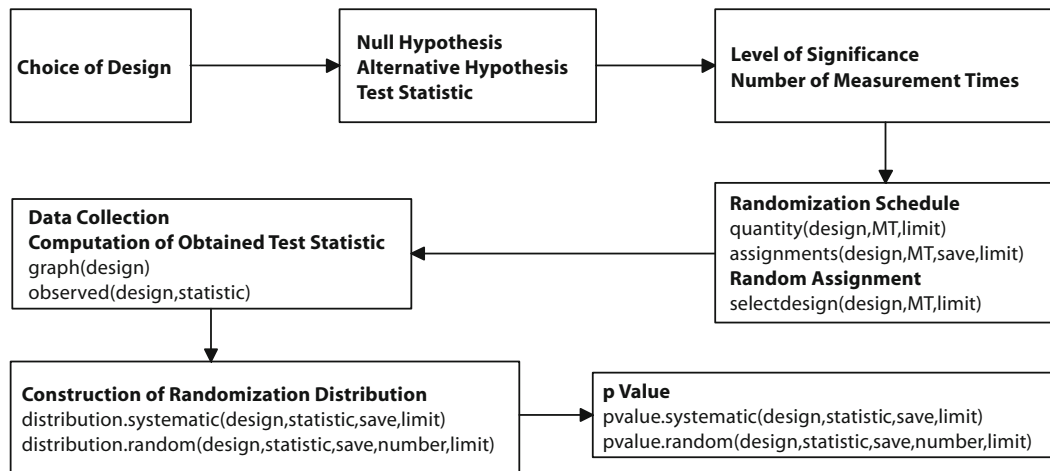 Choice of Design
Null Hypothesis
Alternative Hypothesis
Test Statistic
Level of Significance
Number of Measurement Times
Randomization Schedule
quantity(design,MT,limit)
assignments(design,MT,save,limit)
Random Assignment
selectdesign(design,MT,limit)
Data Collection
Computation of Obtained Test Statistic
graph(design)
observed(design,statistic)
Construction of Randomization Distribution
distribution.systematic(design,statistic,save,limit)
distribution.random(design,statistic,save,number,limit)
p Value
pvalue.systematic(design,statistic,save,limit)
pvalue.random(design,statistic,save,number,limit)